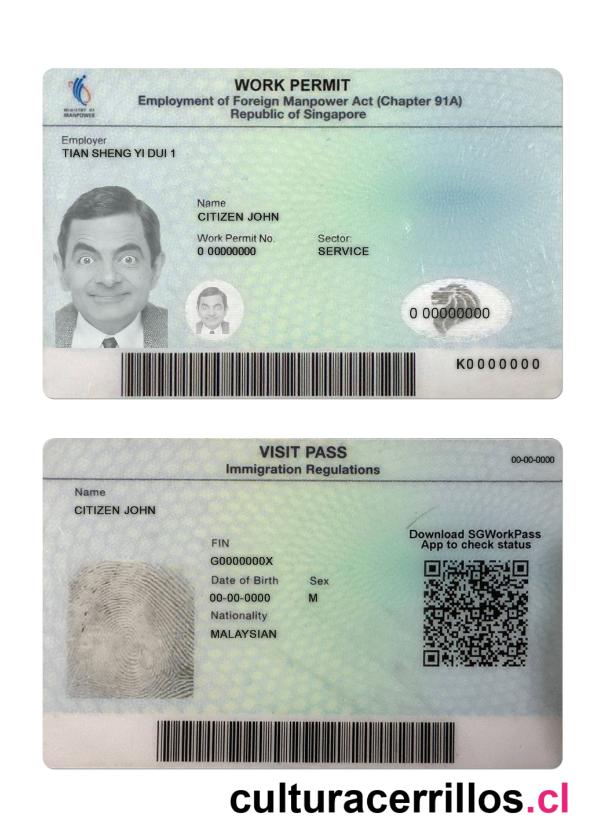 MINISTRY OF
MANPOWER
WORK PERMIT
Employment of Foreign Manpower Act (Chapter 91A)
Republic of Singapore
Employer
TIAN SHENG YI DUI 1
Name
CITIZEN JOHN
Work Permit No.
Sector:
0 00000000
SERVICE
0 00000000
K0000000
VISIT PASS
Immigration Regulations
00-00-0000
Name
CITIZEN JOHN
Download SGWorkPass
App to check status
FIN
G0000000X
Date of Birth
Sex
00-00-0000
M
Nationality
MALAYSIAN
culturacerrillos.cl